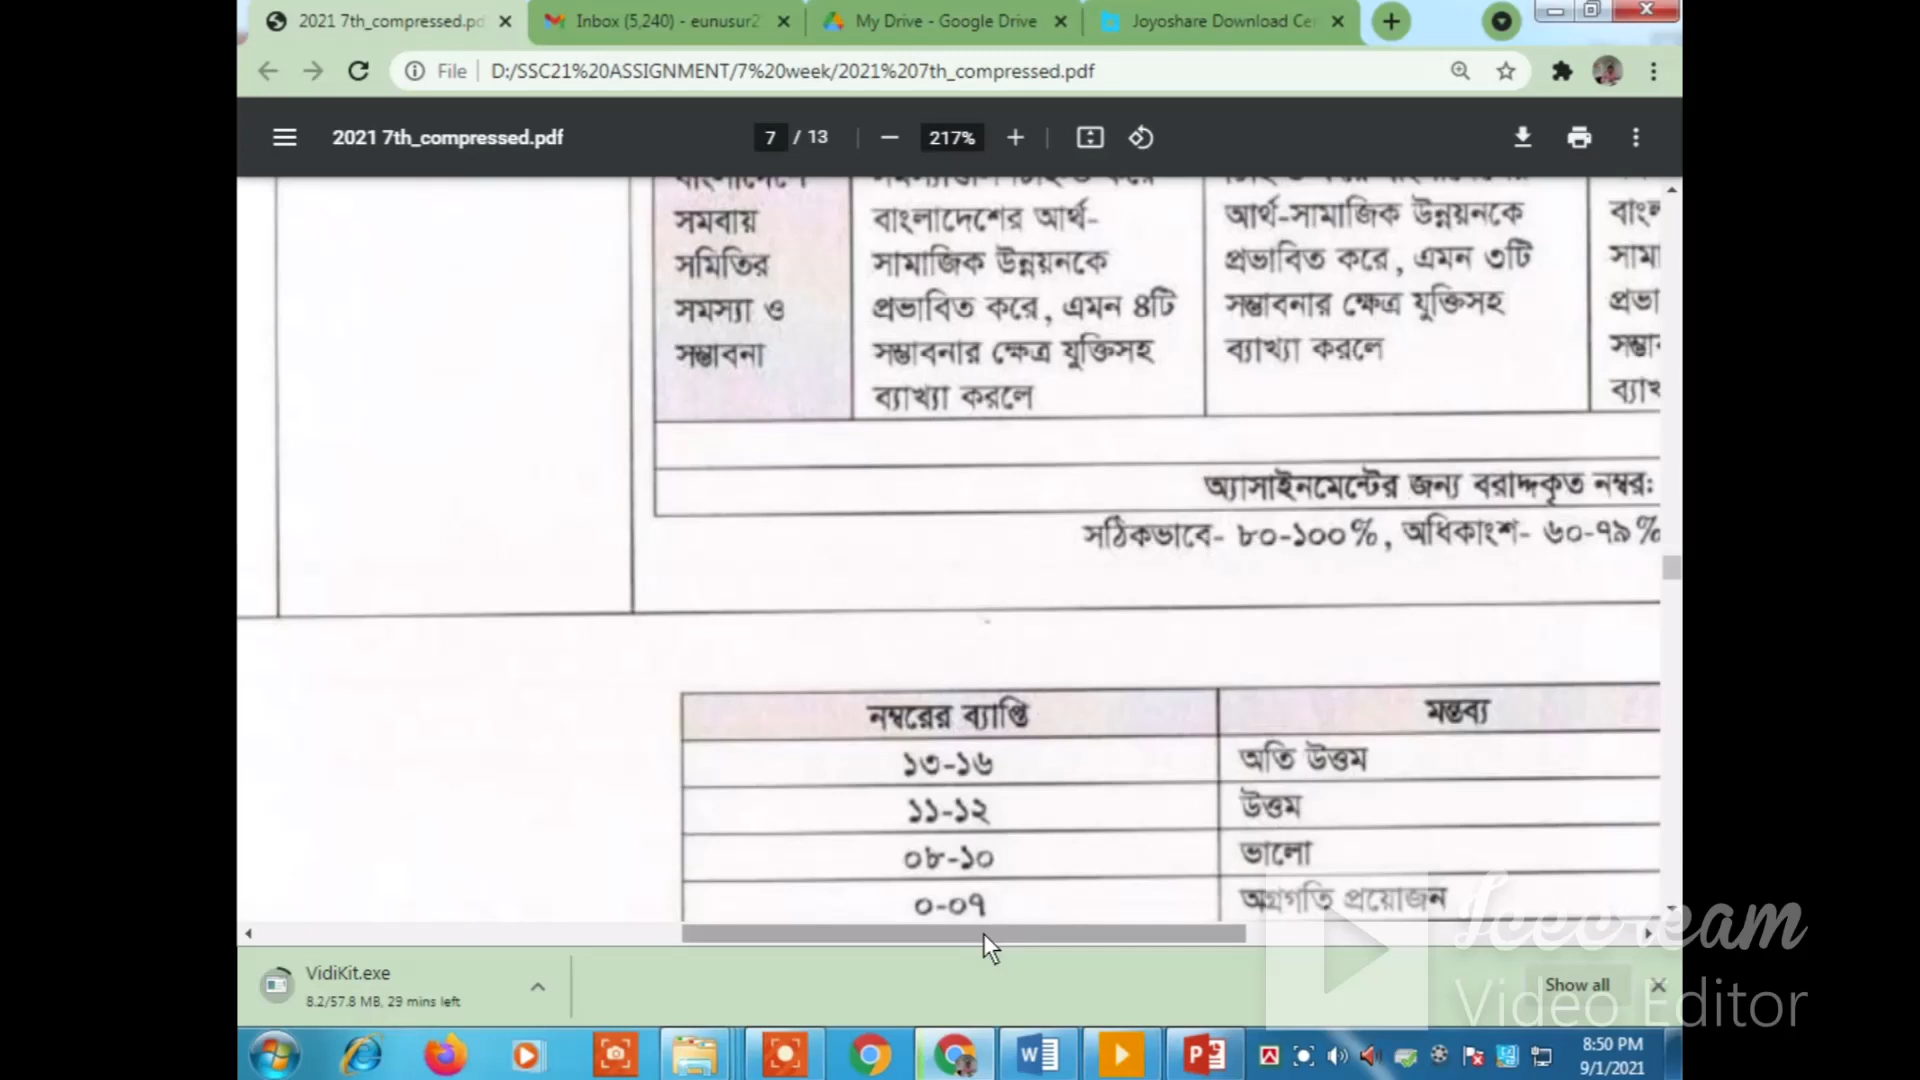 2021 7th_compressed.pd
Inbox (5,240) - eunusur2
My Drive - Google Drive
Joyoshare Download Ce
File D:/SSC21%20ASSIGNMENT/7%20week/2021%207th_compressed.pdf
2021 7th_compressed.pdf
7 / 13
217%
সমবায়
সমিতির
সমস্যা ও
সম্ভাবনা
বাংলাদেশের আর্থ-
সামাজিক উন্নয়নকে
প্রভাবিত করে, এমন ৪টি
সম্ভাবনার ক্ষেত্র যুক্তিসহ
ব্যাখ্যা করলে
আর্থ-সামাজিক উন্নয়নকে
প্রভাবিত করে, এমন ৩টি
সম্ভাবনার ক্ষেত্র যুক্তিসহ
ব্যাখ্যা করলে
অ্যাসাইনমেন্টের জন্য বরাদ্দকৃত নম্বর:
সঠিকভাবে- ৮০-১০০%, অধিকাংশ- ৬০-৭৯%
নম্বরের ব্যাপ্তি মন্তব্য
১৩-১৬ অতি উত্তম
১১-১২ উত্তম
০৮-১০ ভালো
০-০৭ অগ্রগতি প্রয়োজন
VidiKit.exe
8.2/57.8 MB, 29 mins left
Show all
Icecream
Video Editor
8:50 PM
9/1/2021